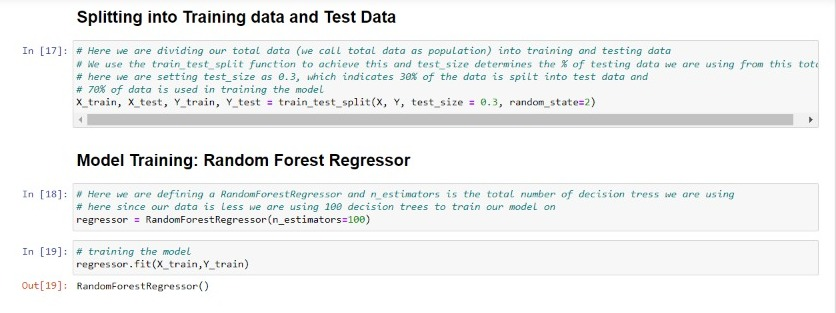 Splitting into Training data and Test Data
In [17]: # Here we are dividing our total data (we call total data as population) into training and testing data
# We use the train_test_split function to achieve this and test_size determines the % of testing data we are using from this tot
# here we are setting test_size as 0.3, which indicates 30% of the data is spilt into test data and
# 70% of data is used in training the model
X_train, X_test, Y_train, Y_test = train_test_split(X, Y, test_size = 0.3, random_state=2)
Model Training: Random Forest Regressor
In [18]: # Here we are defining a RandomForestRegressor and n_estimators is the total number of decision tress we are using
# here since our data is less we are using 100 decision trees to train our model on
regressor = RandomForestRegressor(n_estimators=100)
In [19]: # training the model
regressor.fit(X_train,Y_train)
Out[19]: RandomForestRegressor()